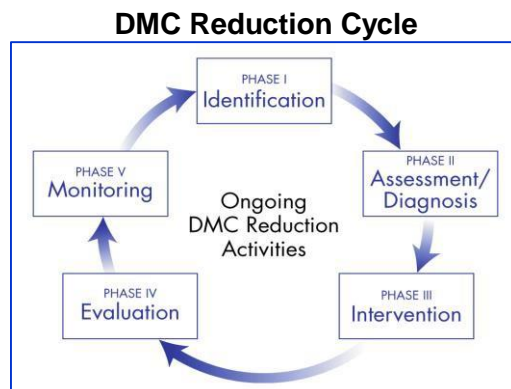 DMC Reduction Cycle
PHASE I
Identification
PHASE II
Assessment/
Diagnosis
PHASE III
Intervention
PHASE IV
Evaluation
PHASE V
Monitoring
Ongoing
DMC Reduction
Activities